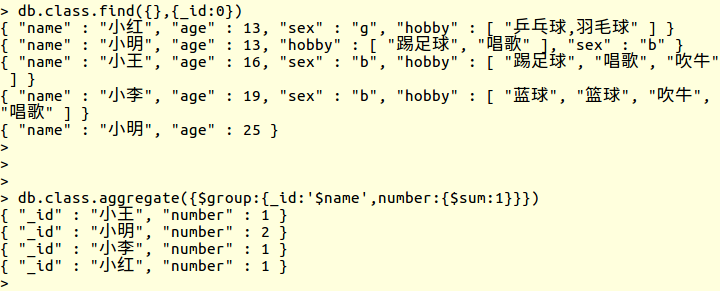 > db.class.find({},{_id:0})
{ "name" : "小红", "age" : 13, "sex" : "g", "hobby" : [ "乒乓球,羽毛球" ] }
{ "name" : "小明", "age" : 13, "hobby" : [ "踢足球", "唱歌" ], "sex" : "b" }
{ "name" : "小王", "age" : 16, "sex" : "b", "hobby" : [ "踢足球", "唱歌", "吹牛"
 ] }
{ "name" : "小李", "age" : 19, "sex" : "b", "hobby" : [ "蓝球", "篮球", "吹牛",
"唱歌" ] }
{ "name" : "小明", "age" : 25 }
>
>
>
> db.class.aggregate({$group:{_id:'$name',number:{$sum:1}}})
{ "_id" : "小王", "number" : 1 }
{ "_id" : "小明", "number" : 2 }
{ "_id" : "小李", "number" : 1 }
{ "_id" : "小红", "number" : 1 }
>